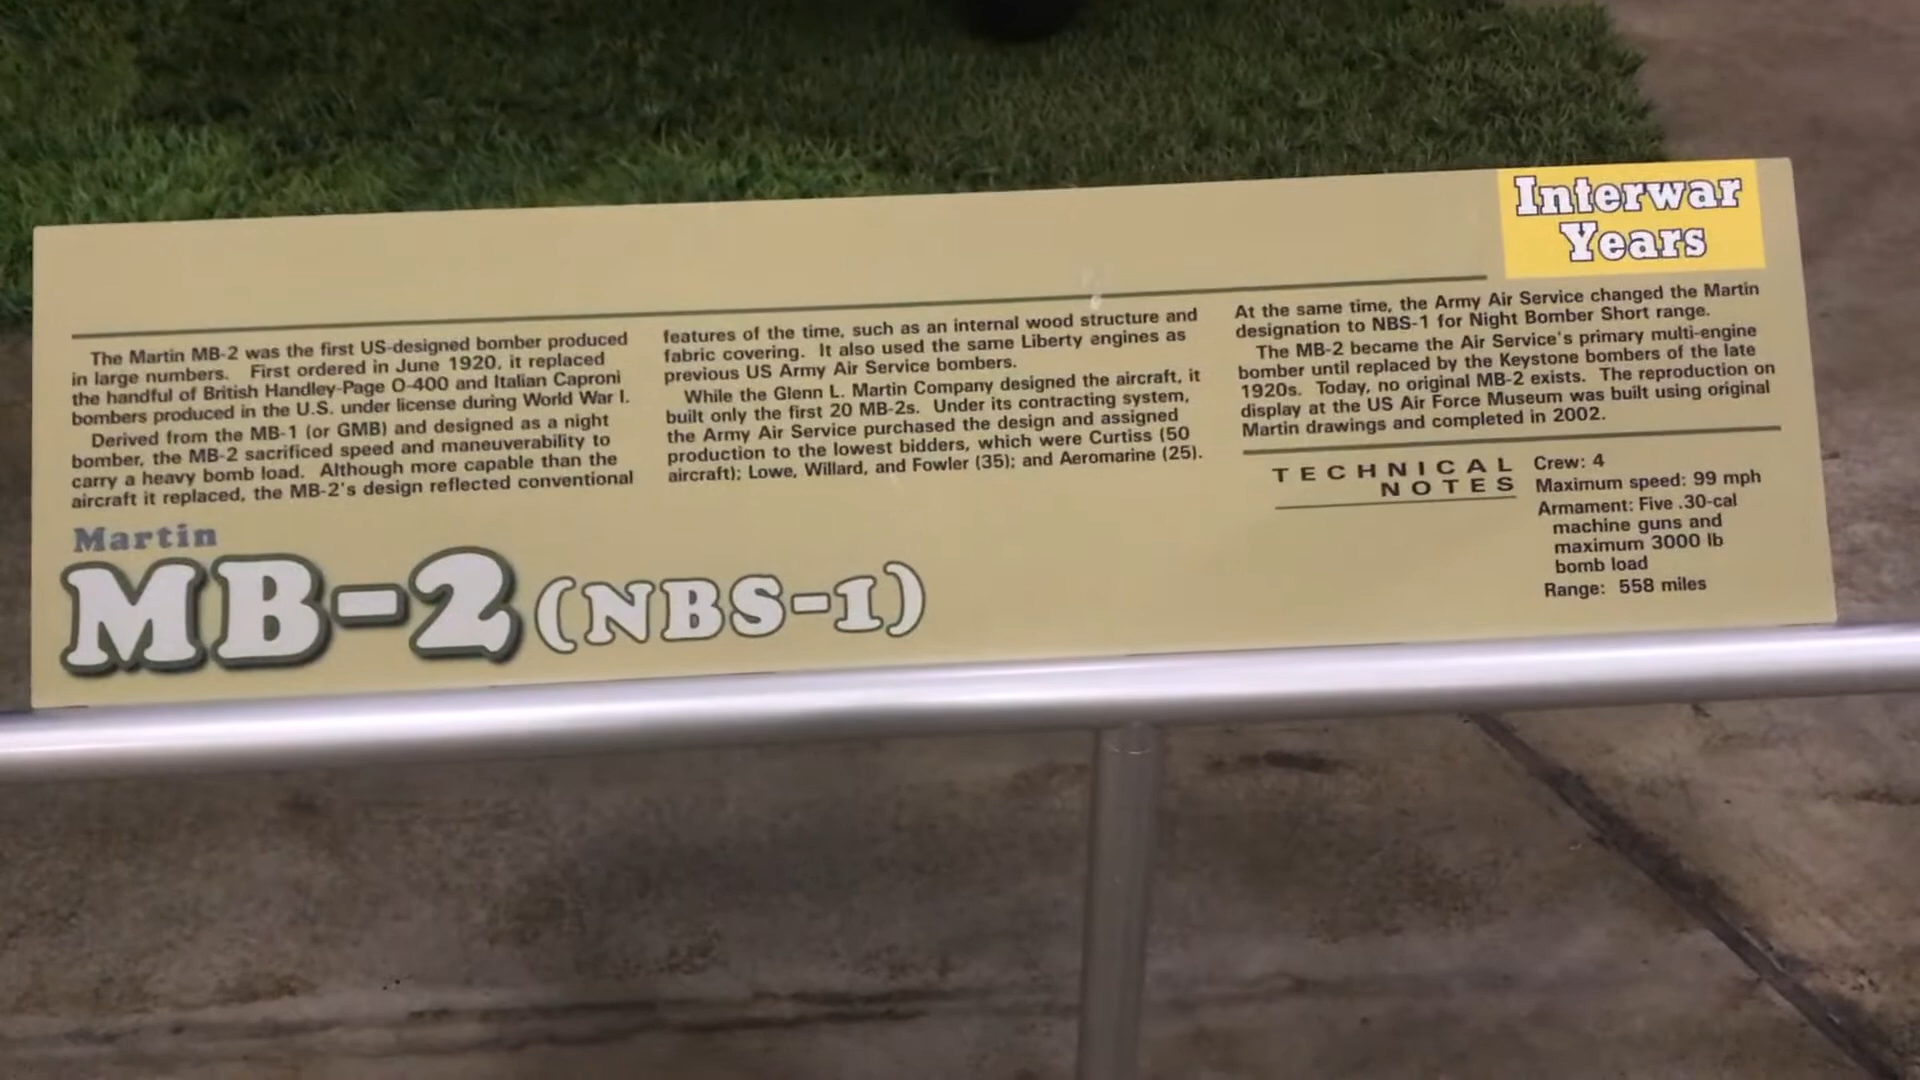 Interwar
Years
The Martin MB-2 was the first US-designed bomber produced
in large numbers. First ordered in June 1920, it replaced
the handful of British Handley-Page O-400 and Italian Caproni
bombers produced in the U.S. under license during World War I.
Derived from the MB-1 (or GMB) and designed as a night
bomber, the MB-2 sacrificed speed and maneuverability to
carry a heavy bomb load. Although more capable than the
aircraft it replaced, the MB-2's design reflected conventional
features of the time, such as an internal wood structure and
fabric covering. It also used the same Liberty engines as
previous US Army Air Service bombers.
While the Glenn L. Martin Company designed the aircraft, it
built only the first 20 MB-2s. Under its contracting system,
the Army Air Service purchased the design and assigned
production to the lowest bidders, which were Curtiss (50
aircraft); Lowe, Willard, and Fowler (35); and Aeromarine (25).
At the same time, the Army Air Service changed the Martin
designation to NBS-1 for Night Bomber Short range.
The MB-2 became the Air Service's primary multi-engine
bomber until replaced by the Keystone bombers of the late
1920s. Today, no original MB-2 exists. The reproduction on
display at the US Air Force Museum was built using original
Martin drawings and completed in 2002.
TECHNICAL
NOTES
Crew: 4
Maximum speed: 99 mph
Armament: Five .30-cal
machine guns and
maximum 3000 lb
bomb load
Range: 558 miles
Martin
MB-2 (NBS-1)